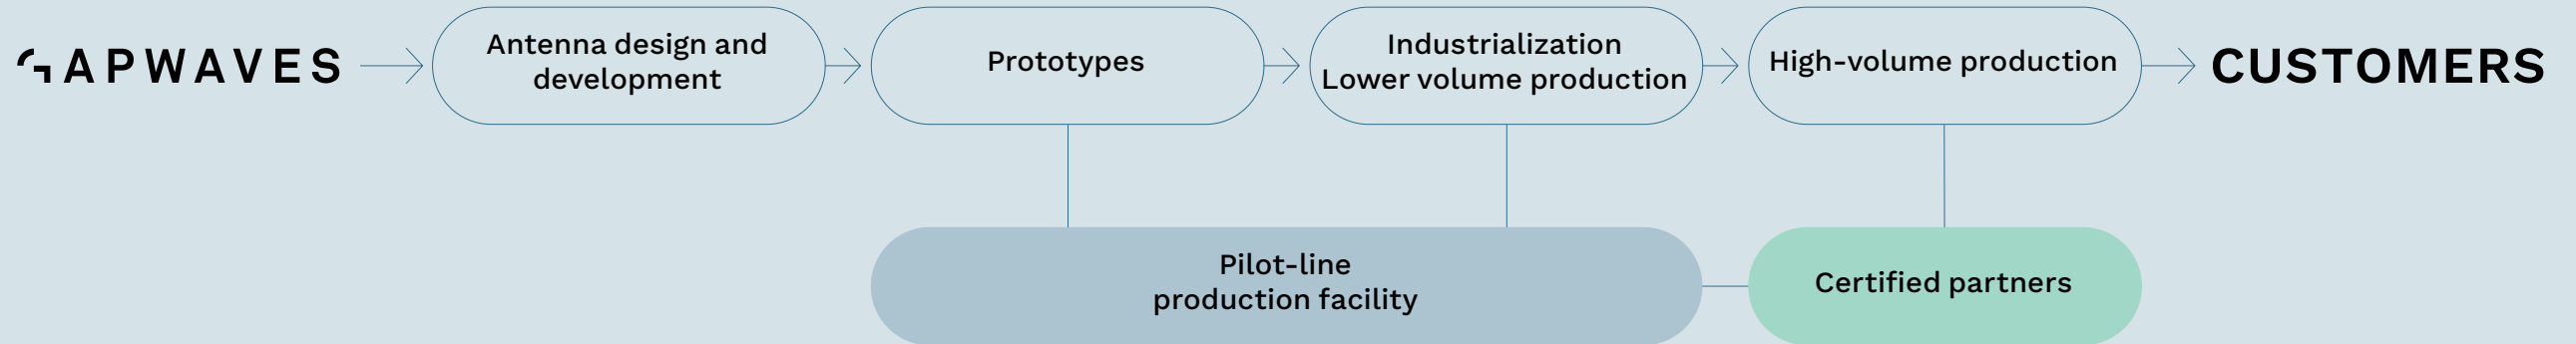 GAPWAVES
Antenna design and
development
Prototypes
Industrialization
Lower volume production
High-volume production
CUSTOMERS
Pilot-line
production facility
Certified partners